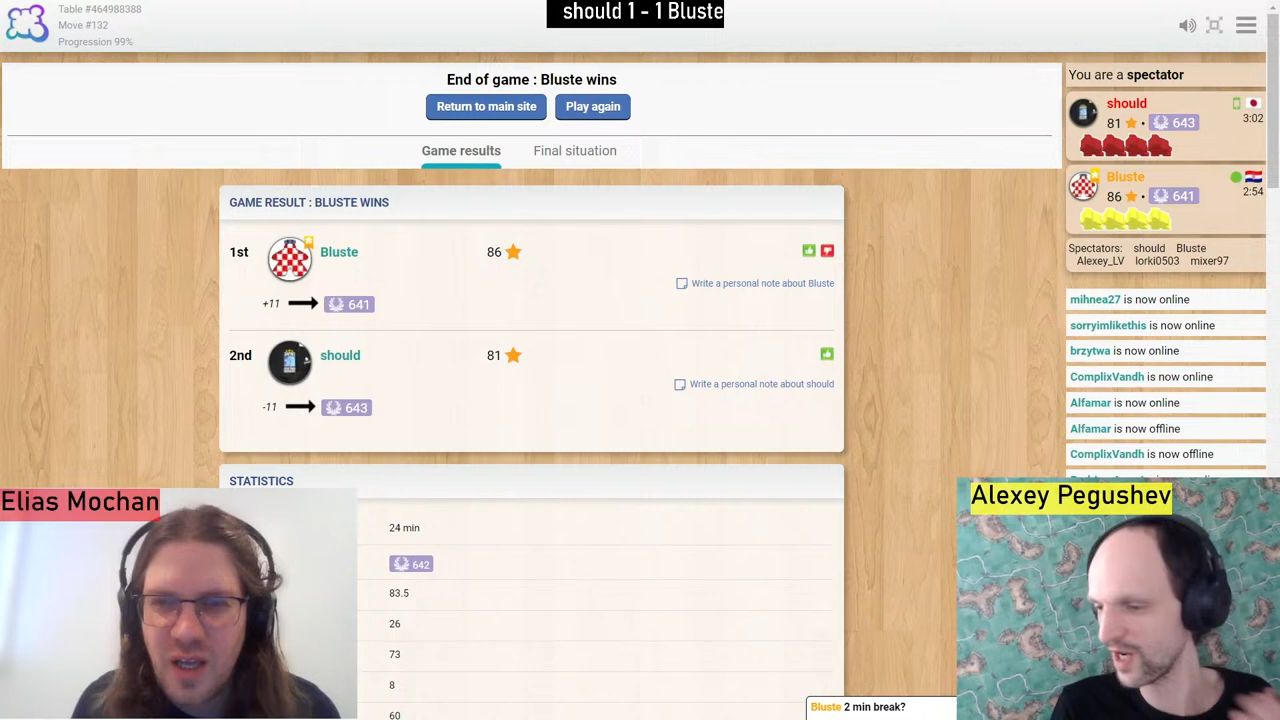 Table #464988388
Move #132
Progression 99%
should 1 - 1 Bluste
End of game : Bluste wins
Return to main site
Play again
Game results
Final situation
You are a spectator
should
81 • 643
3:02
Bluste
86 • 641
2:54
Spectators: should Bluste
Alexey_LV lorki0503 mixer97
mihnea27 is now online
sorryimlikethis is now online
brzytwa is now online
ComplixVandh is now online
Alfamar is now online
Alfamar is now offline
ComplixVandh is now offline
GAME RESULT : BLUSTE WINS
1st
Bluste
86
Write a personal note about Bluste
+11
641
2nd
should
81
Write a personal note about should
-11
643
STATISTICS
24 min
642
83.5
26
73
8
60
Elias Mochan
Alexey Pegushev
Bluste 2 min break?